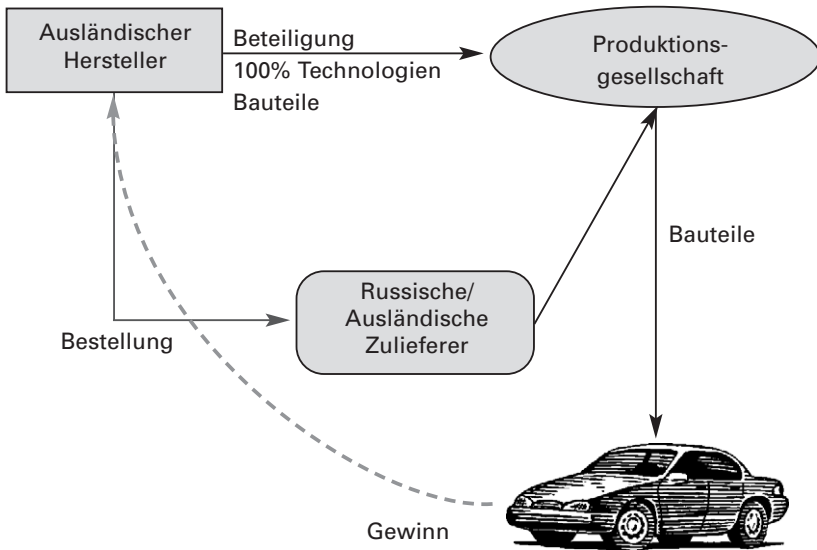 Ausländischer
Hersteller
Beteiligung
100% Technologien
Bauteile
Produktions-
gesellschaft
Bauteile
Russische/
Ausländische
Zulieferer
Bestellung
Gewinn